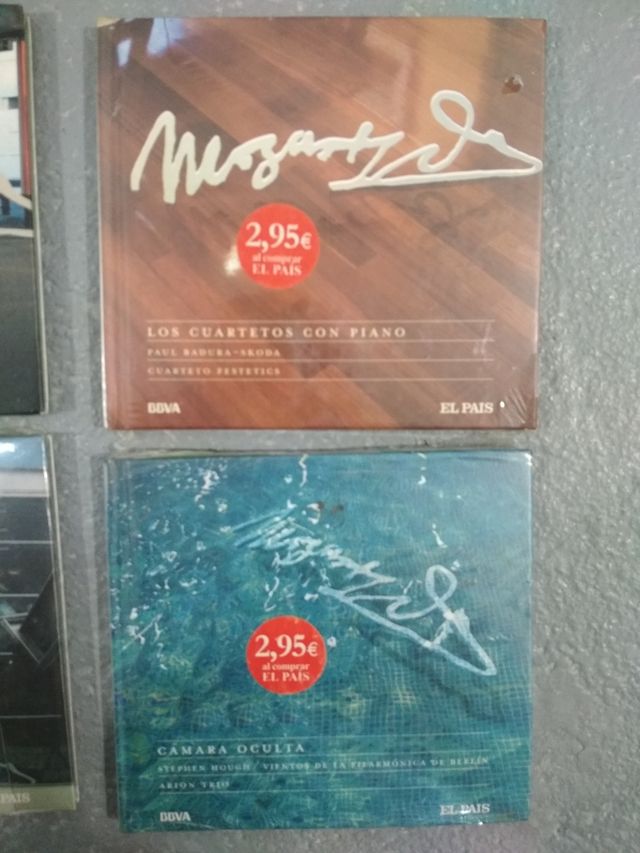 Mozart
2,95€
al comprar
EL PAÍS
LOS CUARTETOS CON PIANO
PAUL BADURA-SKODA
CUARTETO FESTETICS
BBVA
EL PAIS
Mozart
2,95€
al comprar
EL PAÍS
CÁMARA OCULTA
STEPHEN HOUGH / VIENTOS DE LA FILARMÓNICA DE BERLÍN
ARION TRIO
BBVA
EL PAIS
PAIS